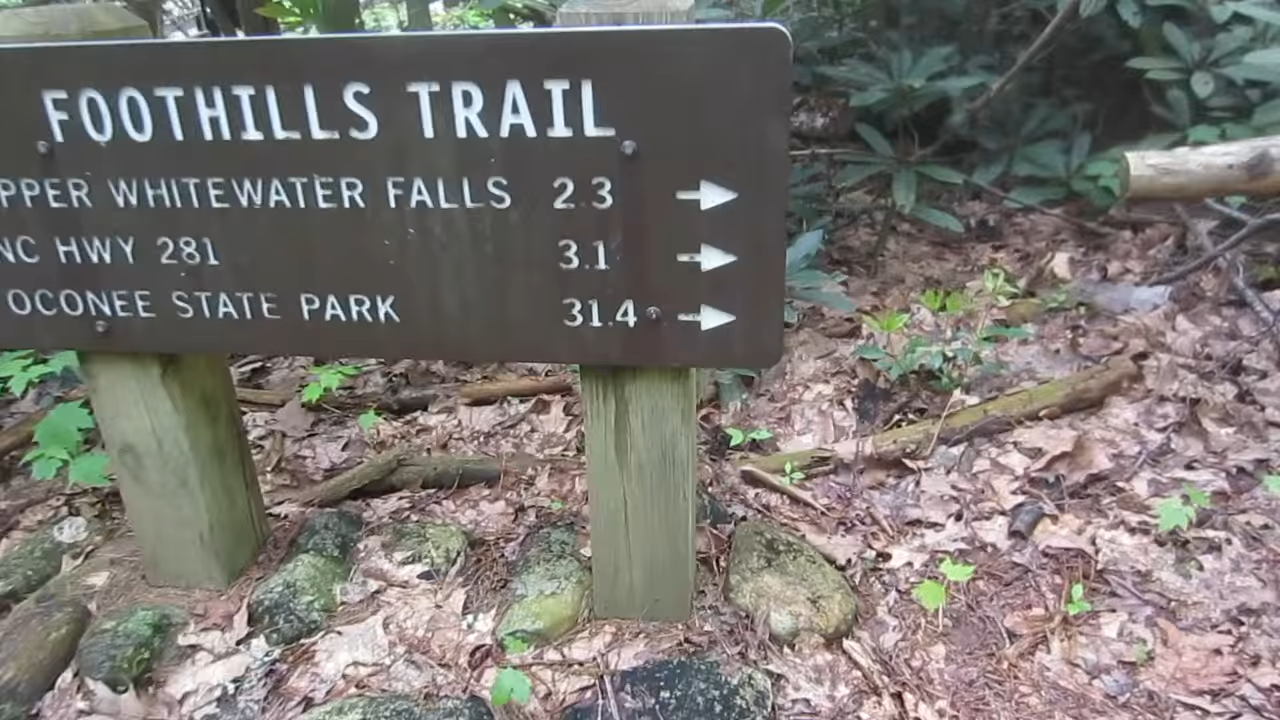 FOOTHILLS TRAIL
PPER WHITEWATER FALLS 2.3
NC HWY 281 3.1
OCONEE STATE PARK 31.4